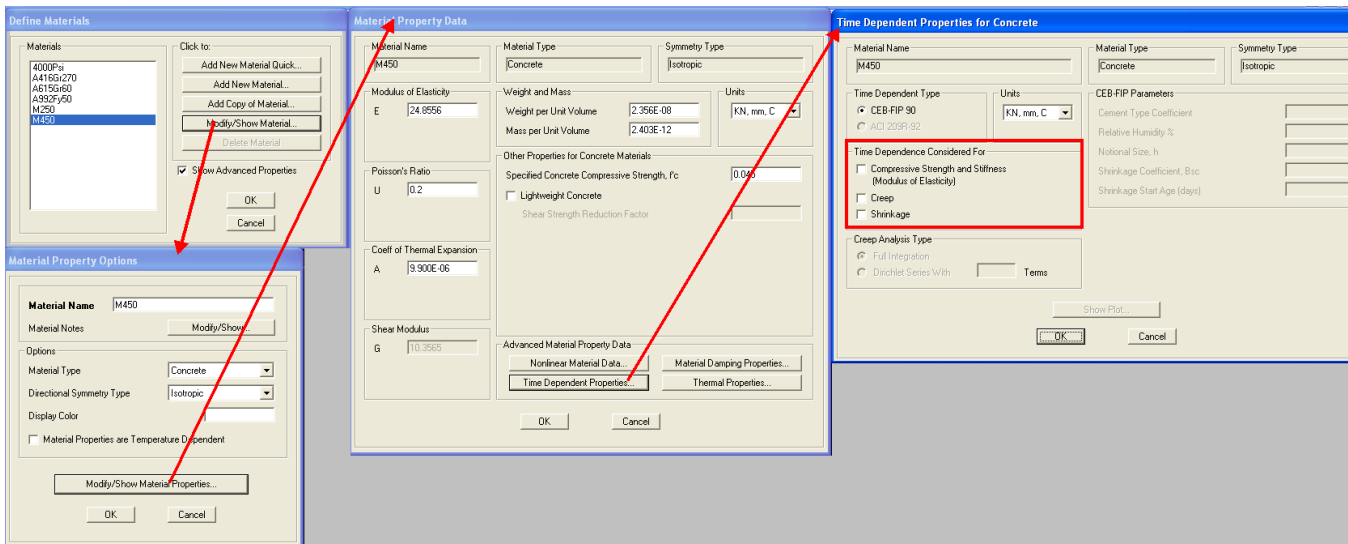 Define Materials
Materials
4000Psi
A416Gr270
A615Gr60
A992Fy50
M250
M450
Click to:
Add New Material Quick...
Add New Material...
Add Copy of Material...
Modify/Show Material...
Delete Material
Show Advanced Properties
OK
Cancel
Material Property Options
Material Name M450
Material Notes Modify/Show...
Options
Material Type Concrete
Directional Symmetry Type Isotropic
Display Color
Material Properties are Temperature Dependent
Modify/Show Material Properties...
OK Cancel
Material Property Data
Material Name
M450
Material Type
Concrete
Symmetry Type
Isotropic
Modulus of Elasticity
E 24.8556
Weight and Mass
Weight per Unit Volume 2.356E-08
Mass per Unit Volume 2.403E-12
Units
KN, mm, C
Poisson's Ratio
U 0.2
Other Properties for Concrete Materials
Specified Concrete Compressive Strength, f'c
Lightweight Concrete
Shear Strength Reduction Factor
Coeff of Thermal Expansion
A 9.900E-06
Shear Modulus
G 10.3565
Advanced Material Property Data
Nonlinear Material Data... Material Damping Properties...
Time Dependent Properties... Thermal Properties...
OK Cancel
Time Dependent Properties for Concrete
Material Name
M450
Material Type
Concrete
Symmetry Type
Isotropic
Time Dependent Type
CEB-FIP 90
ACI 209R-92
Units
KN, mm, C
CEB-FIP Parameters
Cement Type Coefficient
Relative Humidity %
Notional Size, h
Shrinkage Coefficient, Bsc
Shrinkage Start Age (days)
Time Dependence Considered For
Compressive Strength and Stiffness
(Modulus of Elasticity)
Creep
Shrinkage
Creep Analysis Type
Full Integration
Dirichlet Series With Terms
Show Plot...
OK Cancel